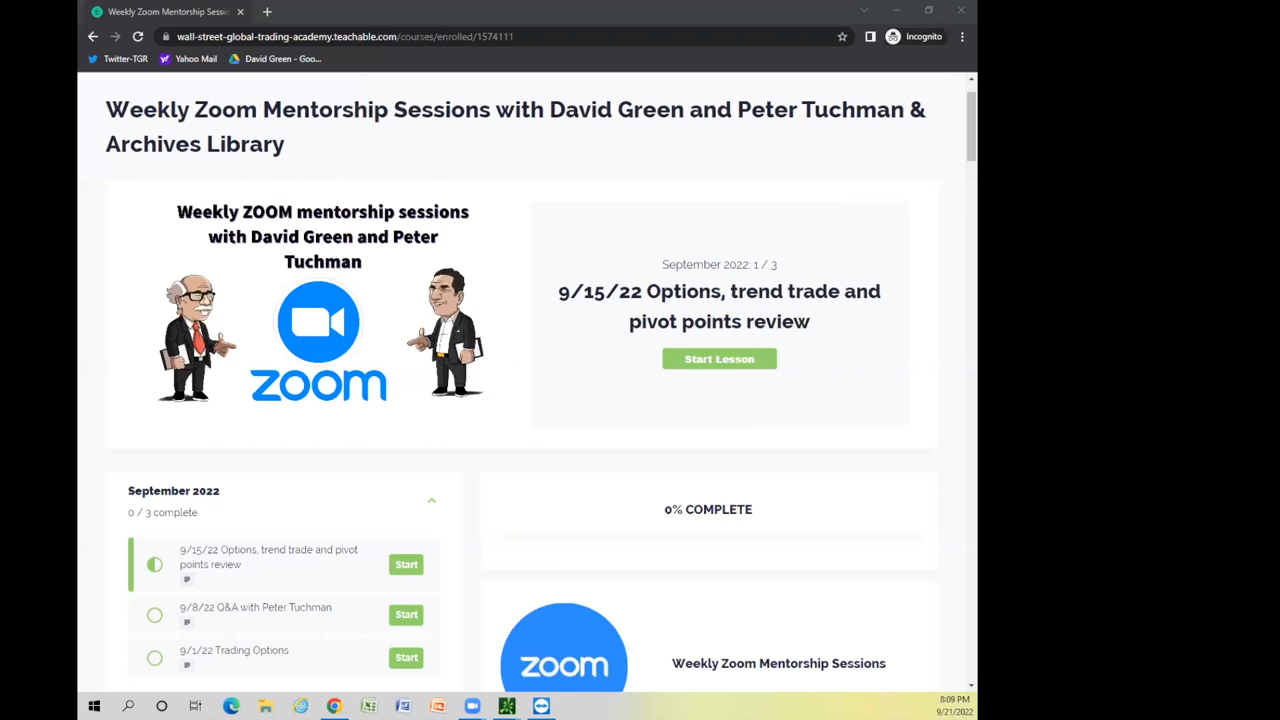 Weekly Zoom Mentorship Sessio
wall-street-global-trading-academy.teachable.com/courses/enrolled/1574111
Incognito
Twitter-TGR
Yahoo Mail
David Green - Goo...
Weekly Zoom Mentorship Sessions with David Green and Peter Tuchman &
Archives Library
Weekly ZOOM mentorship sessions
with David Green and Peter
Tuchman
zoom
September 2022: 1 / 3
9/15/22 Options, trend trade and
pivot points review
Start Lesson
September 2022
0 / 3 complete
9/15/22 Options, trend trade and pivot
points review
Start
9/8/22 Q&A with Peter Tuchman
Start
9/1/22 Trading Options
Start
0% COMPLETE
zoom
Weekly Zoom Mentorship Sessions
8:09 PM
9/21/2022